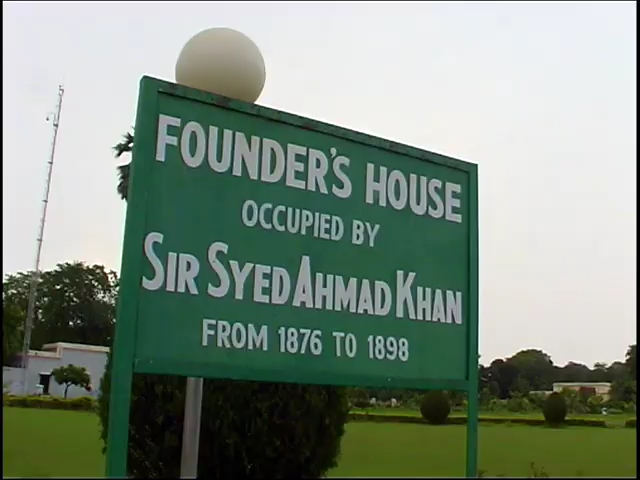 FOUNDER'S HOUSE
OCCUPIED BY
SIR SYED AHMAD KHAN
FROM 1876 TO 1898